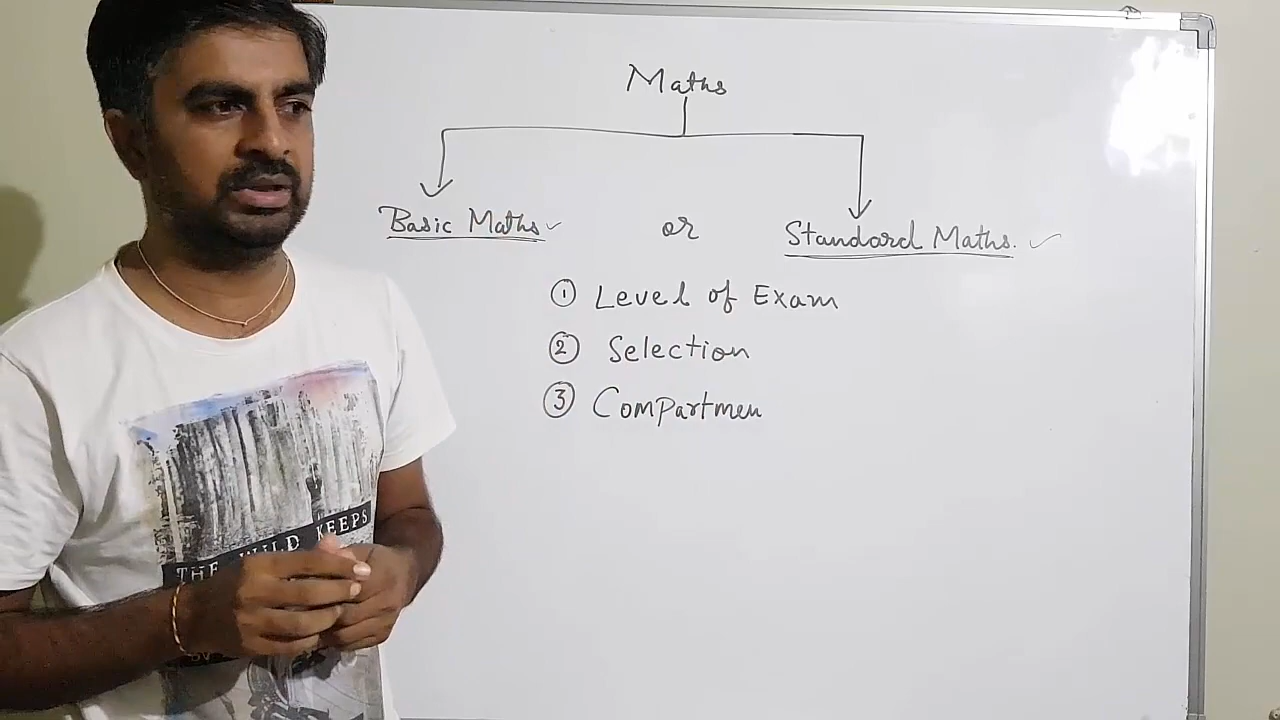 Maths
Basic Maths ✓ or Standard Maths. ✓
① Level of Exam
② Selection
③ Compartmen
THE WILD KEEPS